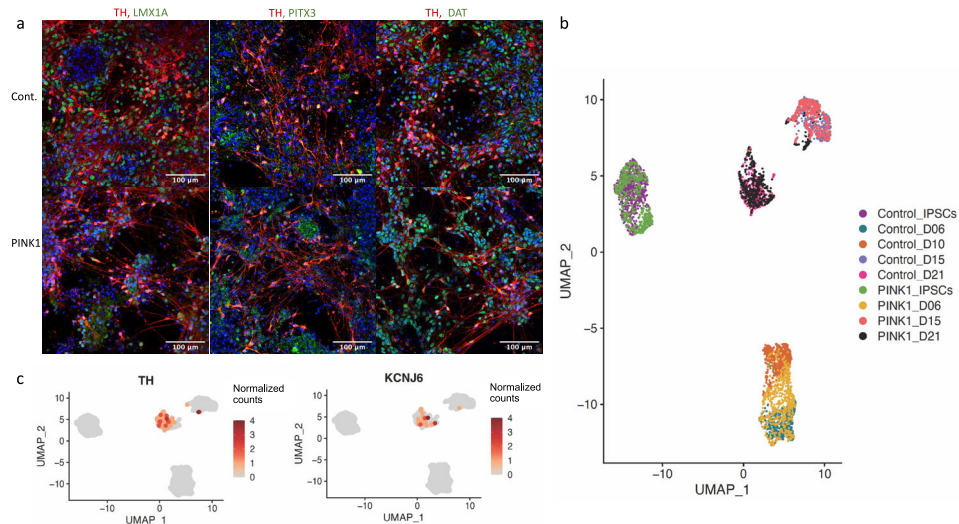 TH, LMX1A
TH, PITX3
TH, DAT
a
b
Cont.
100 µm
100 µm
100 µm
PINK1
100 µm
100 µm
100 µm
UMAP_2
10
5
0
−5
−10
−10
0
10
UMAP_1
Control_IPSCs
Control_D06
Control_D10
Control_D15
Control_D21
PINK1_IPSCs
PINK1_D06
PINK1_D15
PINK1_D21
c
TH
UMAP_2
10
5
0
−5
−10
−10
0
10
UMAP_1
Normalized
counts
4
3
2
1
0
KCNJ6
UMAP_2
10
5
0
−5
−10
−10
0
10
UMAP_1
Normalized
counts
4
3
2
1
0